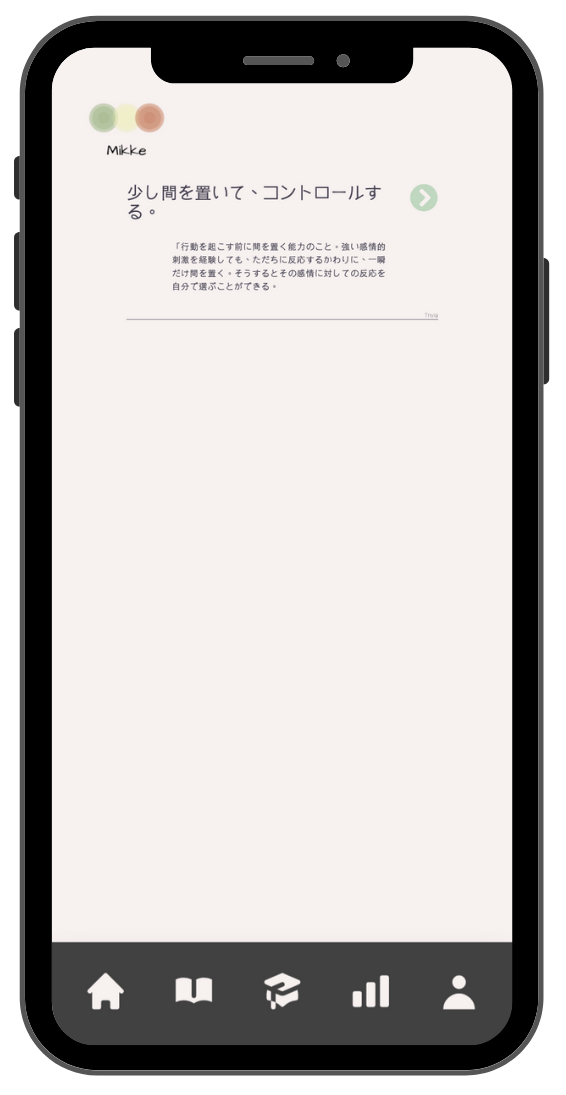 Mikke
少し間を置いて、コントロールす
る。
「行動を起こす前に間を置く能力のこと。強い感情的
刺激を経験しても、ただちに反応するかわりに、一瞬
だけ間を置く。そうするとその感情に対しての反応を
自分で選ぶことができる。